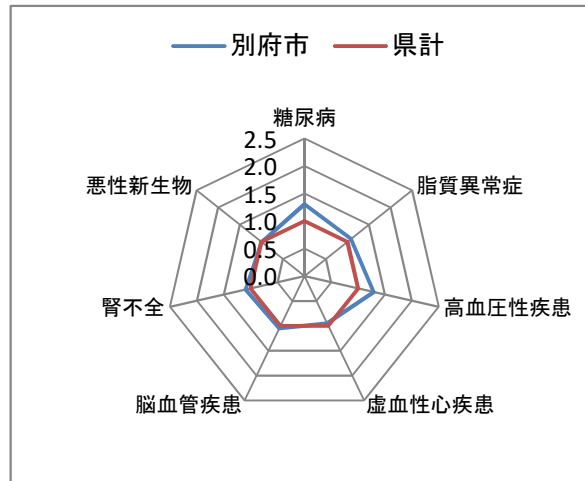 別府市 県計
糖尿病
2.5
2.0
1.5
1.0
0.5
0.0
脂質異常症
高血圧性疾患
虚血性心疾患
脳血管疾患
腎不全
悪性新生物